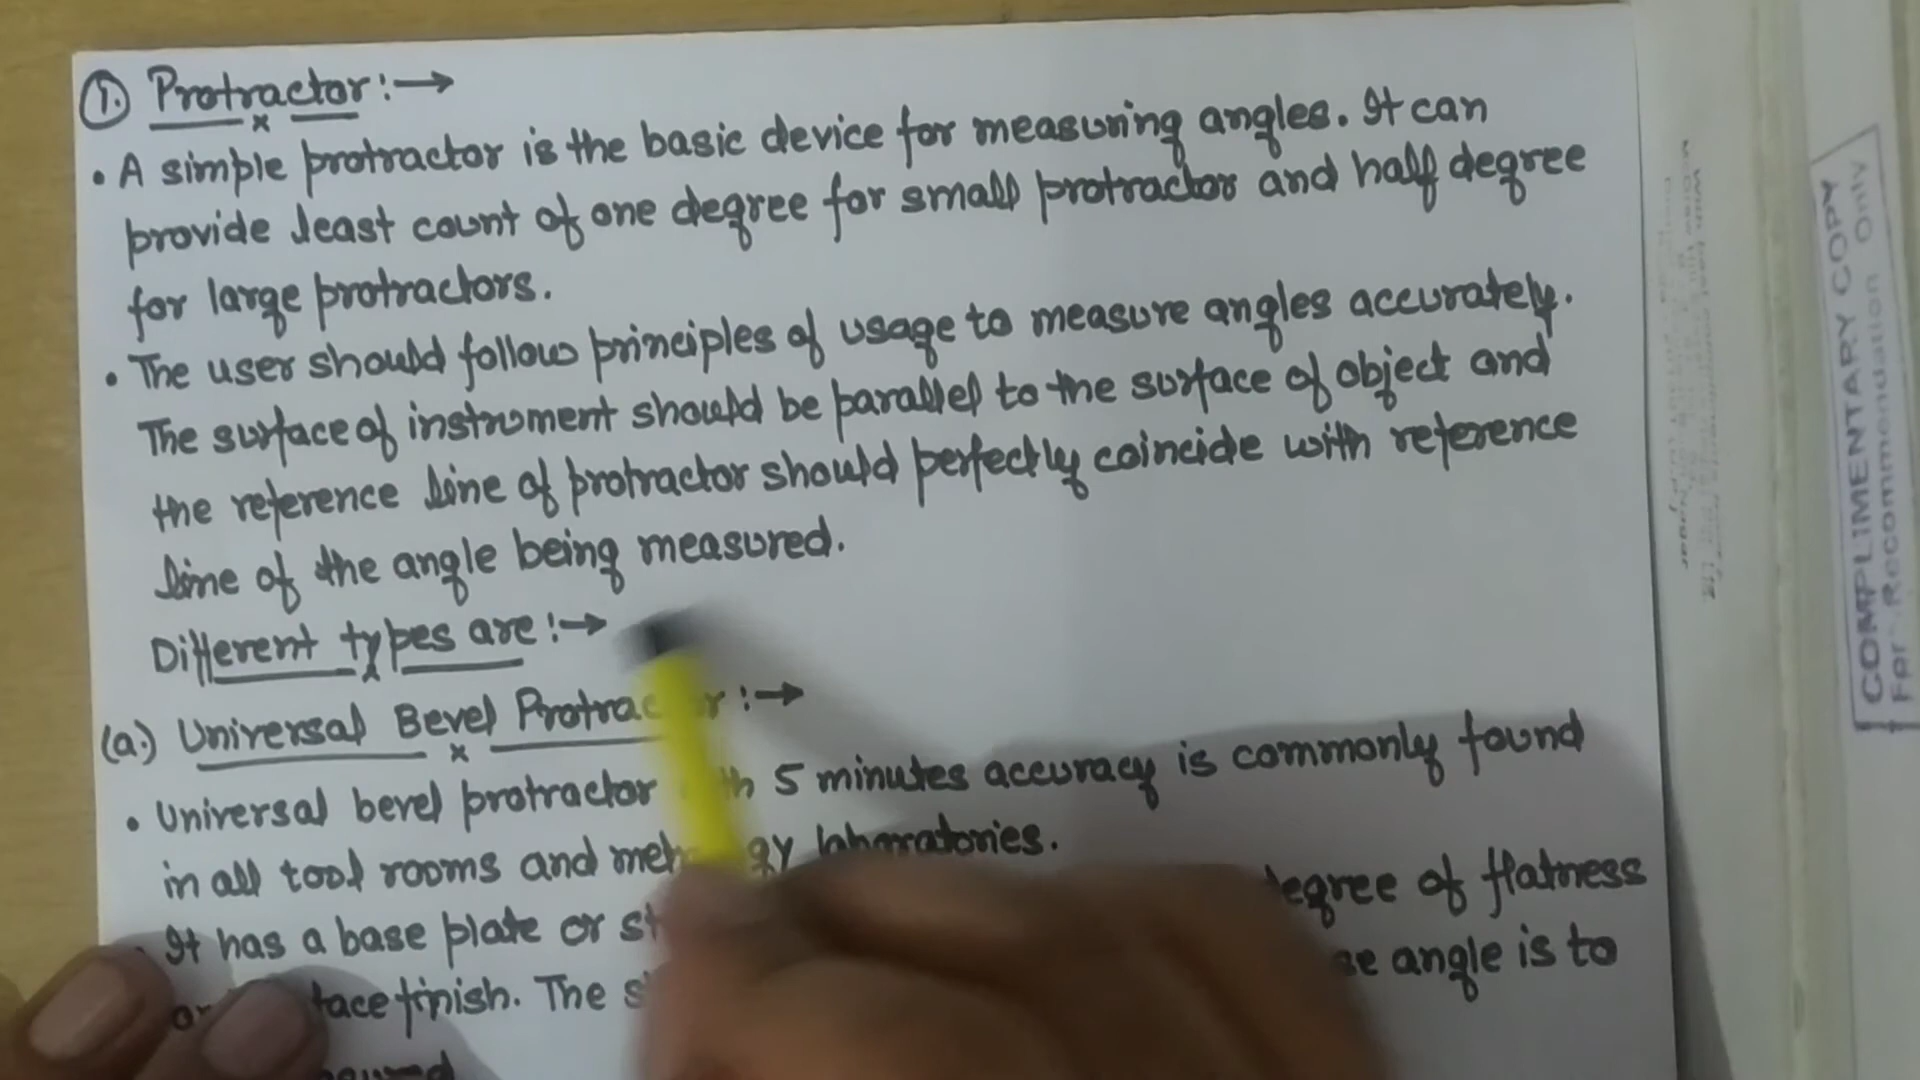 1. Protractor:→
• A simple protractor is the basic device for measuring angles. It can
provide least count of one degree for small protractor and half degree
for large protractors.
• The user should follow principles of usage to measure angles accurately.
The surface of instrument should be parallel to the surface of object and
the reference line of protractor should perfectly coincide with reference
line of the angle being measured.
Different types are:→
(a.) Universal Bevel :→
• Universal bevel protractor 5 minutes accuracy is commonly found
in all tool rooms and laboratories.
• It has a base plate or degree of flatness
finish. The angle is to
COMPLIMENTARY COPY
For Recommendation Only